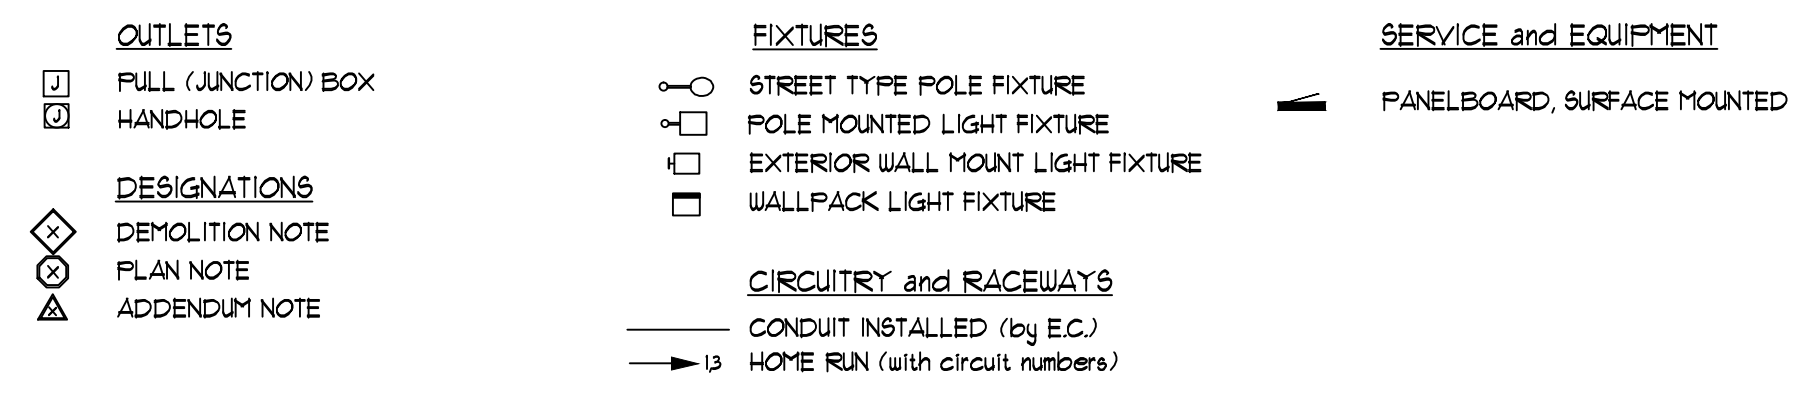 OUTLETS
J PULL (JUNCTION) BOX
J HANDHOLE
DESIGNATIONS
X DEMOLITION NOTE
X PLAN NOTE
X ADDENDUM NOTE
FIXTURES
STREET TYPE POLE FIXTURE
POLE MOUNTED LIGHT FIXTURE
EXTERIOR WALL MOUNT LIGHT FIXTURE
WALLPACK LIGHT FIXTURE
CIRCUITRY and RACEWAYS
CONDUIT INSTALLED (by E.C.)
1,3 HOME RUN (with circuit numbers)
SERVICE and EQUIPMENT
PANELBOARD, SURFACE MOUNTED